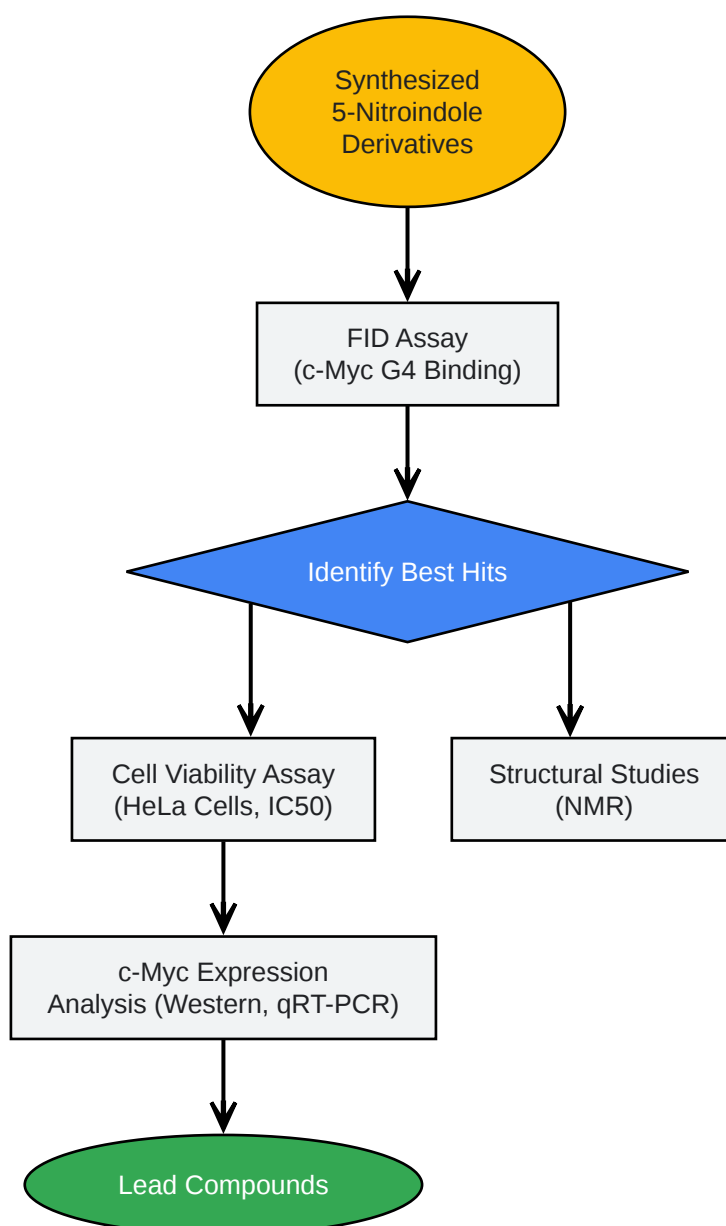 Synthesized
5-Nitroindole
Derivatives
FID Assay
(c-Myc G4 Binding)
Identify Best Hits
Cell Viability Assay
(HeLa Cells, IC50)
Structural Studies
(NMR)
c-Myc Expression
Analysis (Western, qRT-PCR)
Lead Compounds